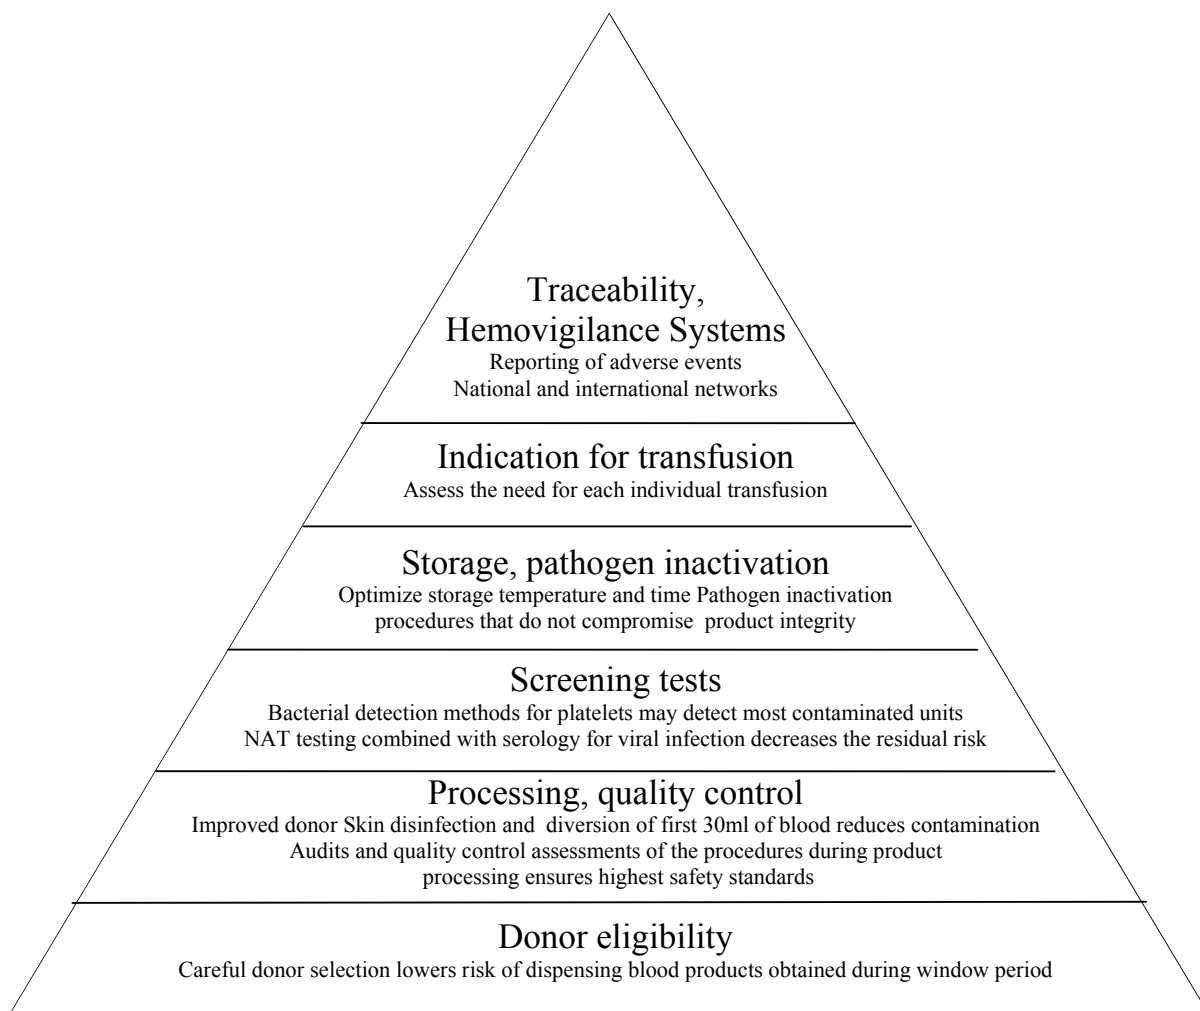 Traceability,
Hemovigilance Systems
Reporting of adverse events
National and international networks
Indication for transfusion
Assess the need for each individual transfusion
Storage, pathogen inactivation
Optimize storage temperature and time Pathogen inactivation
procedures that do not compromise  product integrity
Screening tests
Bacterial detection methods for platelets may detect most contaminated units
NAT testing combined with serology for viral infection decreases the residual risk
Processing, quality control
Improved donor Skin disinfection and  diversion of first 30ml of blood reduces contamination
Audits and quality control assessments of the procedures during product
processing ensures highest safety standards
Donor eligibility
Careful donor selection lowers risk of dispensing blood products obtained during window period